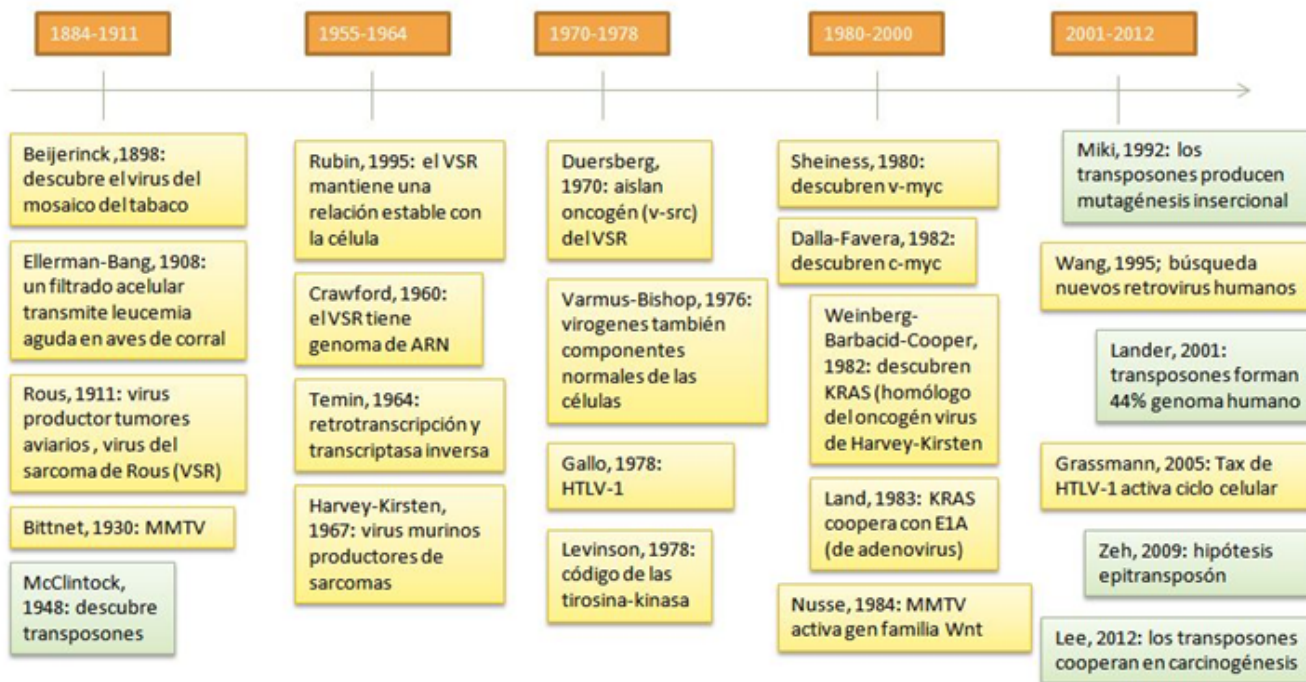 1884-1911
1955-1964
1970-1978
1980-2000
2001-2012
Beijerinck ,1898:
descubre el virus del
mosaico del tabaco
Ellerman-Bang, 1908:
un filtrado acelular
transmite leucemia
aguda en aves de corral
Rous, 1911: virus
productor tumores
aviarios , virus del
sarcoma de Rous (VSR)
Bittnet, 1930: MMTV
McClintock,
1948: descubre
transposones
Rubin, 1995: el VSR
mantiene una
relación estable con
la célula
Crawford, 1960:
el VSR tiene
genoma de ARN
Temin, 1964:
retrotranscripción y
transcriptasa inversa
Harvey-Kirsten,
1967: virus murinos
productores de
sarcomas
Duersberg,
1970: aislan
oncogén (v-src)
del VSR
Varmus-Bishop, 1976:
virogenes también
componentes
normales de las
células
Gallo, 1978:
HTLV-1
Levinson, 1978:
código de las
tirosina-kinasa
Sheiness, 1980:
descubren v-myc
Dalla-Favera, 1982:
descubren c-myc
Weinberg-
Barbacid-Cooper,
1982: descubren
KRAS (homólogo
del oncogén virus
de Harvey-Kirsten
Land, 1983: KRAS
coopera con E1A
(de adenovirus)
Nusse, 1984: MMTV
activa gen familia Wnt
Miki, 1992: los
transposones producen
mutagénesis insercional
Wang, 1995; búsqueda
nuevos retrovirus humanos
Lander, 2001:
transposones forman
44% genoma humano
Grassmann, 2005: Tax de
HTLV-1 activa ciclo celular
Zeh, 2009: hipótesis
epitransposón
Lee, 2012: los transposones
cooperan en carcinogénesis